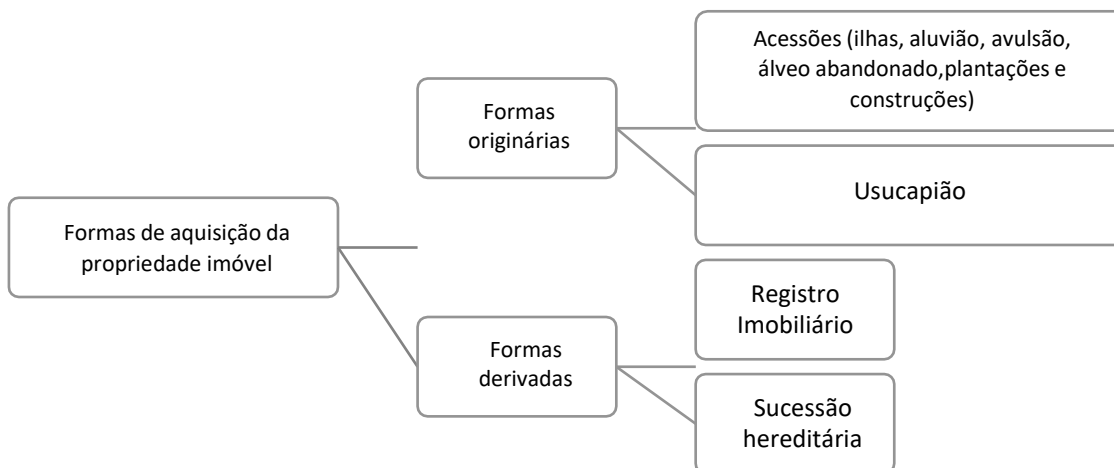 Acessões (ilhas, aluvião, avulsão,
álveo abandonado,plantações e
construções)
Formas
originárias
Usucapião
Formas de aquisição da
propriedade imóvel
Registro
Imobiliário
Formas
derivadas
Sucessão
hereditária